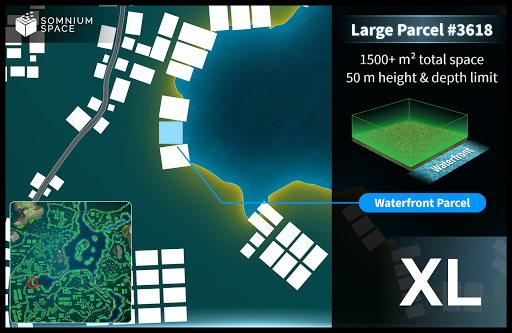 SOMNIUM
SPACE
Large Parcel #3618
1500+ m² total space
50 m height & depth limit
Waterfront
Waterfront Parcel
XL